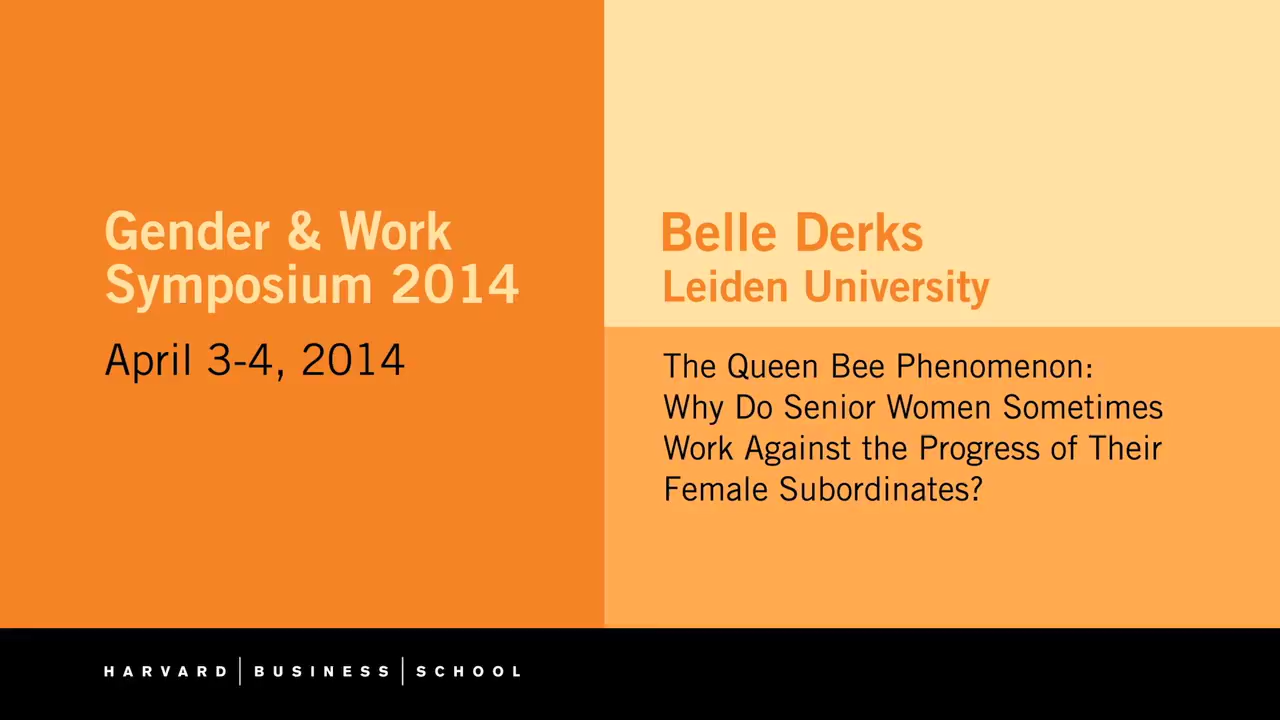 Gender & Work
Symposium 2014
April 3-4, 2014
Belle Derks
Leiden University
The Queen Bee Phenomenon:
Why Do Senior Women Sometimes
Work Against the Progress of Their
Female Subordinates?
HARVARD | BUSINESS | SCHOOL